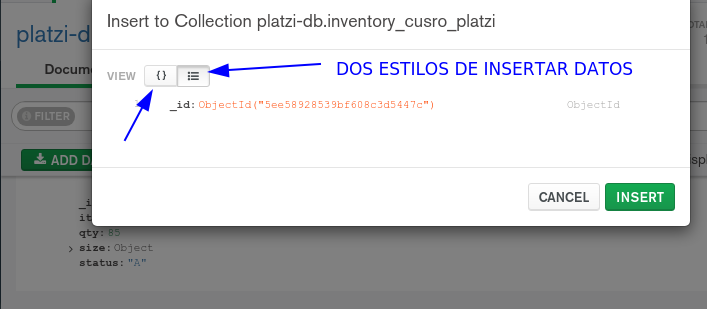 Insert to Collection platzi-db.inventory_cusro_platzi
platzi-d
Docume
VIEW { }
DOS ESTILOS DE INSERTAR DATOS
_id: ObjectId("5ee58928539bf608c3d5447c") ObjectId
FILTER
ADD DA
CANCEL INSERT
_i
it
qty: 85
size: Object
status: "A"